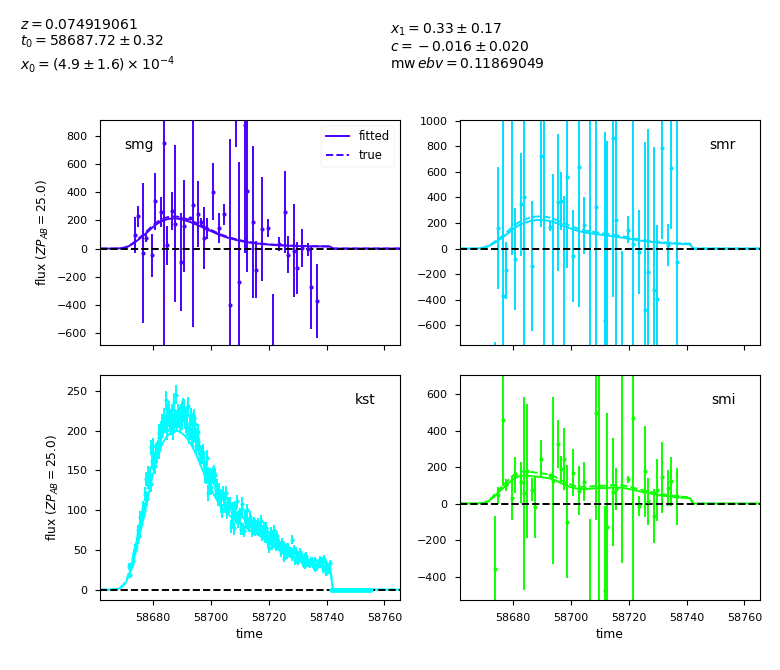 z = 0.074919061
t₀ = 58687.72 ± 0.32
x₀ = (4.9 ± 1.6) × 10⁻⁴
x₁ = 0.33 ± 0.17
c = −0.016 ± 0.020
mwebv = 0.11869049
smg
fitted
true
800
600
400
200
0
−200
−400
−600
flux (ZP_AB = 25.0)
smr
1000
800
600
400
200
0
−200
−400
−600
kst
250
200
150
100
50
0
flux (ZP_AB = 25.0)
58680 58700 58720 58740 58760
time
smi
600
400
200
0
−200
−400
58680 58700 58720 58740 58760
time